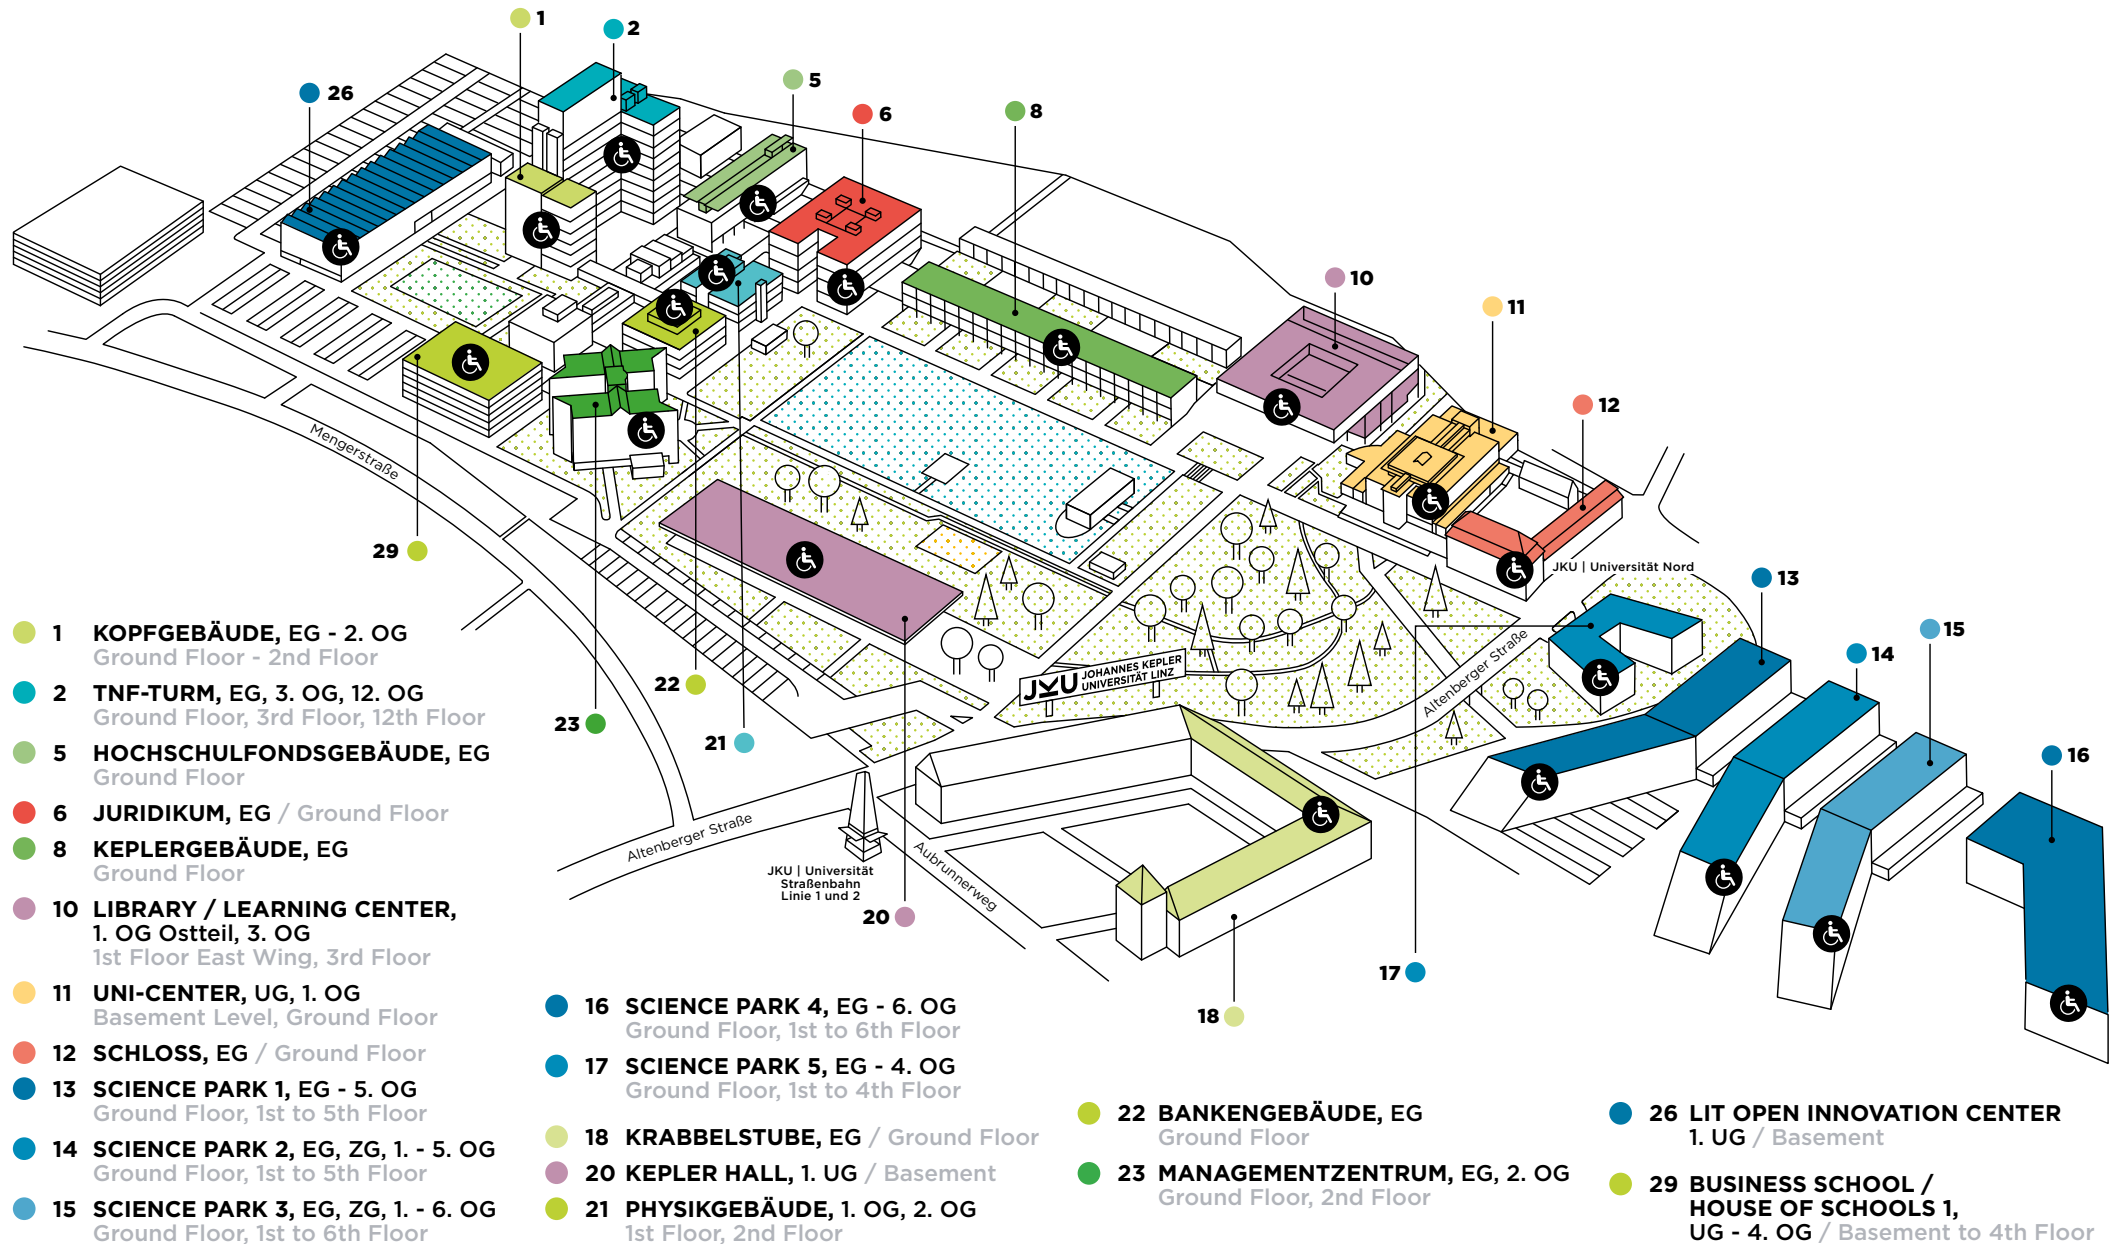 1
2
26
5
6
8
10
11
12
Mengerstraße
29
JKU | Universität Nord
13
15
14
Altenberger Straße
JKU JOHANNES KEPLER
UNIVERSITÄT LINZ
22
23
21
16
Altenberger Straße
JKU | Universität
Straßenbahn
Linie 1 und 2
Aubrunnerweg
20
17
18
1 KOPFGEBÄUDE, EG - 2. OG
Ground Floor - 2nd Floor
2 TNF-TURM, EG, 3. OG, 12. OG
Ground Floor, 3rd Floor, 12th Floor
5 HOCHSCHULFONDSGEBÄUDE, EG
Ground Floor
6 JURIDIKUM, EG / Ground Floor
8 KEPLERGEBÄUDE, EG
Ground Floor
10 LIBRARY / LEARNING CENTER,
1. OG Ostteil, 3. OG
1st Floor East Wing, 3rd Floor
11 UNI-CENTER, UG, 1. OG
Basement Level, Ground Floor
12 SCHLOSS, EG / Ground Floor
13 SCIENCE PARK 1, EG - 5. OG
Ground Floor, 1st to 5th Floor
14 SCIENCE PARK 2, EG, ZG, 1. - 5. OG
Ground Floor, 1st to 5th Floor
15 SCIENCE PARK 3, EG, ZG, 1. - 6. OG
Ground Floor, 1st to 6th Floor
16 SCIENCE PARK 4, EG - 6. OG
Ground Floor, 1st to 6th Floor
17 SCIENCE PARK 5, EG - 4. OG
Ground Floor, 1st to 4th Floor
18 KRABBELSTUBE, EG / Ground Floor
20 KEPLER HALL, 1. UG / Basement
21 PHYSIKGEBÄUDE, 1. OG, 2. OG
1st Floor, 2nd Floor
22 BANKENGEBÄUDE, EG
Ground Floor
23 MANAGEMENTZENTRUM, EG, 2. OG
Ground Floor, 2nd Floor
26 LIT OPEN INNOVATION CENTER
1. UG / Basement
29 BUSINESS SCHOOL /
HOUSE OF SCHOOLS 1,
UG - 4. OG / Basement to 4th Floor